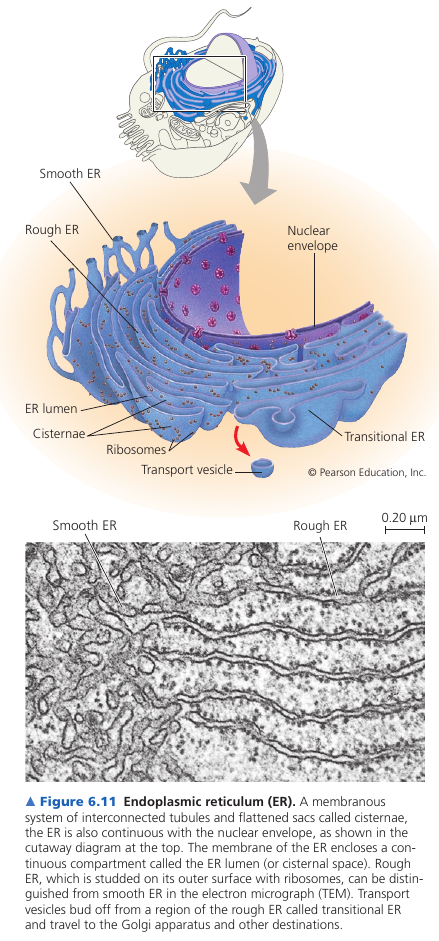 Smooth ER
Rough ER
Nuclear
envelope
ER lumen
Cisternae
Ribosomes
Transitional ER
Transport vesicle
© Pearson Education, Inc.
Smooth ER
Rough ER
0.20 µm
▲ Figure 6.11 Endoplasmic reticulum (ER). A membranous
system of interconnected tubules and flattened sacs called cisternae,
the ER is also continuous with the nuclear envelope, as shown in the
cutaway diagram at the top. The membrane of the ER encloses a con-
tinuous compartment called the ER lumen (or cisternal space). Rough
ER, which is studded on its outer surface with ribosomes, can be distin-
guished from smooth ER in the electron micrograph (TEM). Transport
vesicles bud off from a region of the rough ER called transitional ER
and travel to the Golgi apparatus and other destinations.